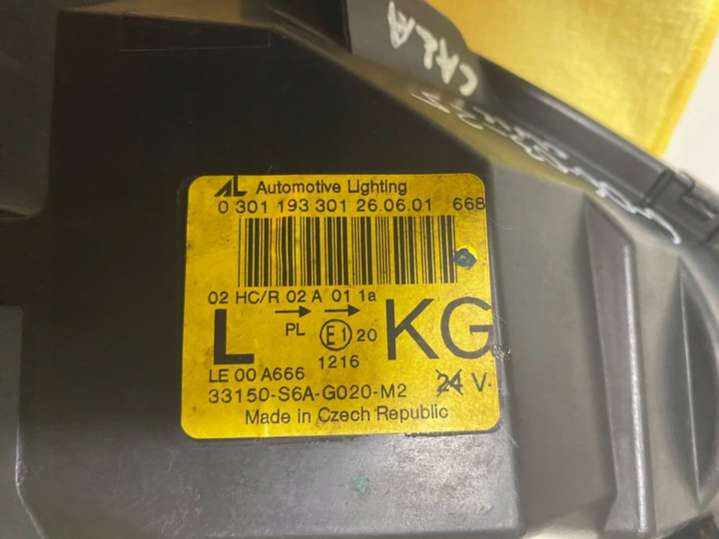 CALA
AL Automotive Lighting
0 301 193 301 26.06.01 668
02 HC/R 02 A 01 1a
L PL E1 20 KG
1216
LE 00 A666
33150-S6A-G020-M2 24 V.
Made in Czech Republic